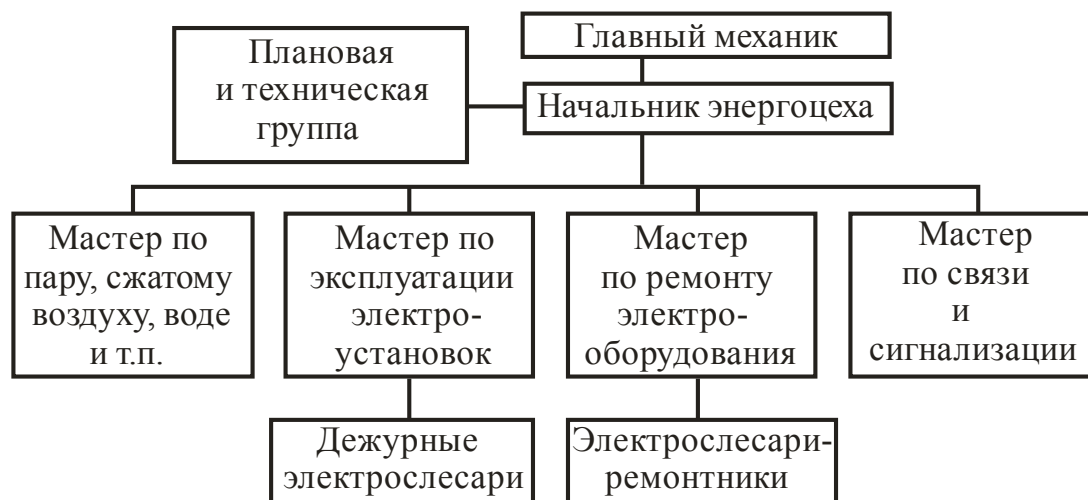 Главный механик
Плановая
и техническая
группа
Начальник энергоцеха
Мастер по
пару, сжатому
воздуху, воде
и т.п.
Мастер по
эксплуатации
электро-
установок
Мастер
по ремонту
электро-
оборудования
Мастер
по связи
и
сигнализации
Дежурные
электрослесари
Электрослесари-
ремонтники